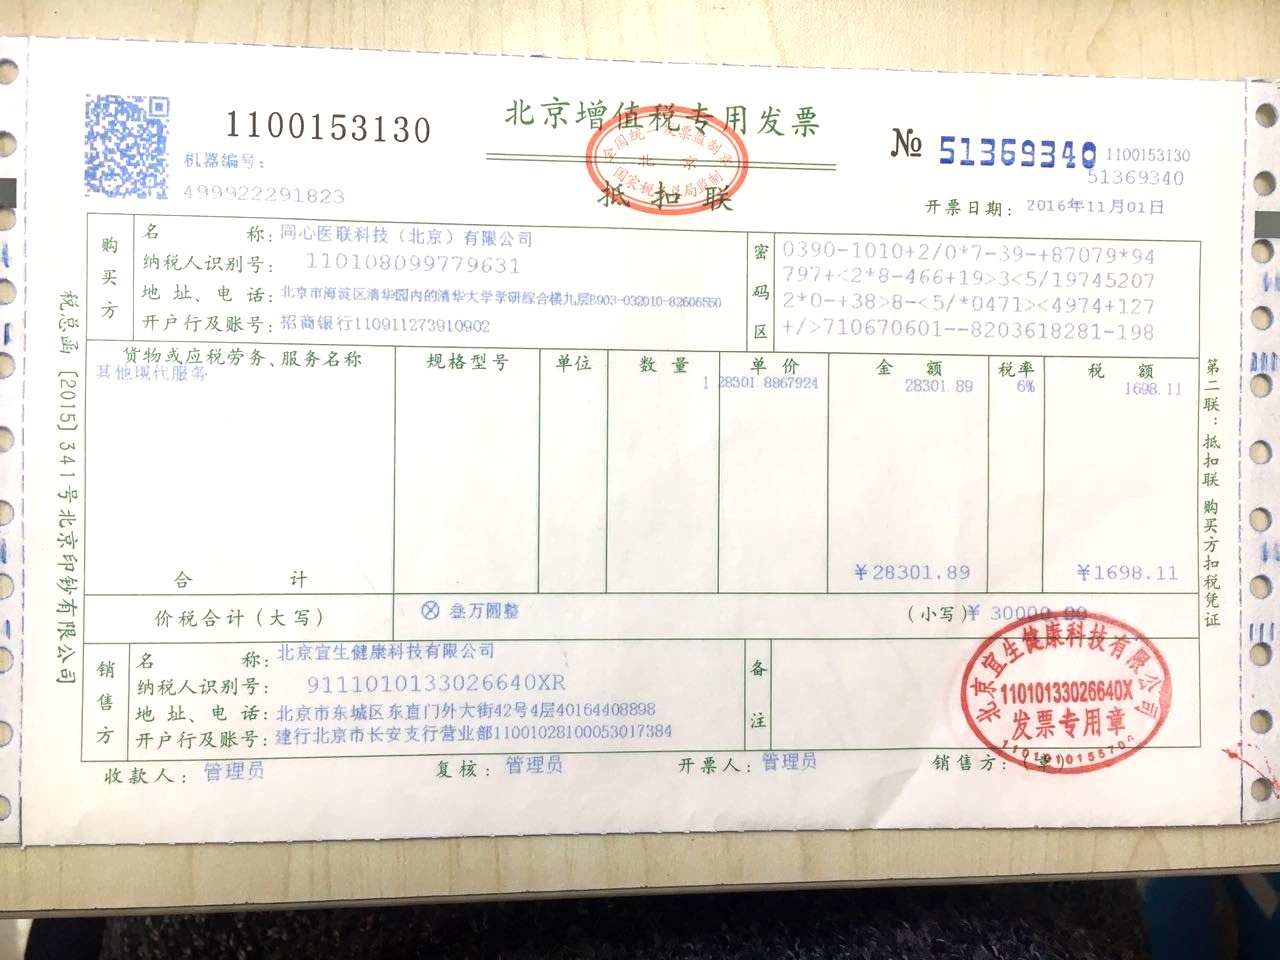 1100153130
北京增值税专用发票
全国统一发票监制章
北京
国家税务总局监制
抵扣联
№ 51369340
1100153130
51369340
机器编号：
499922291823
开票日期： 2016年11月01日
购买方
名称： 同心医联科技（北京）有限公司
纳税人识别号： 110108099779631
地址、电话： 北京市海淀区清华园内的清华大学学研综合楼九层B903-032010-82606550
开户行及账号： 招商银行110911273910902
密码区
0390-1010+2/0*7-39-+87079*94
797+<2*8-466+19>3<5/19745207
2*0-+38>8-<5/*0471><4974+127
+/>710670601--8203618281-198
货物或应税劳务、服务名称 规格型号 单位 数量 单价 金额 税率 税额
其他现代服务 1 28301.8867924 28301.89 6% 1698.11
合计 ￥28301.89 ￥1698.11
价税合计（大写） ⊗ 叁万圆整 （小写）￥ 30000.00
销售方
名称： 北京宜生健康科技有限公司
纳税人识别号： 91110101330266​40XR
地址、电话： 北京市东城区东直门外大街42号4层40164408898
开户行及账号： 建行北京市长安支行营业部11001028100053017384
备注
收款人： 管理员 复核： 管理员 开票人： 管理员 销售方：（章）
北京宜生健康科技有限公司
11010133026640X
发票专用章
税总函［2015］341号北京印钞有限公司
第二联：抵扣联 购买方扣税凭证